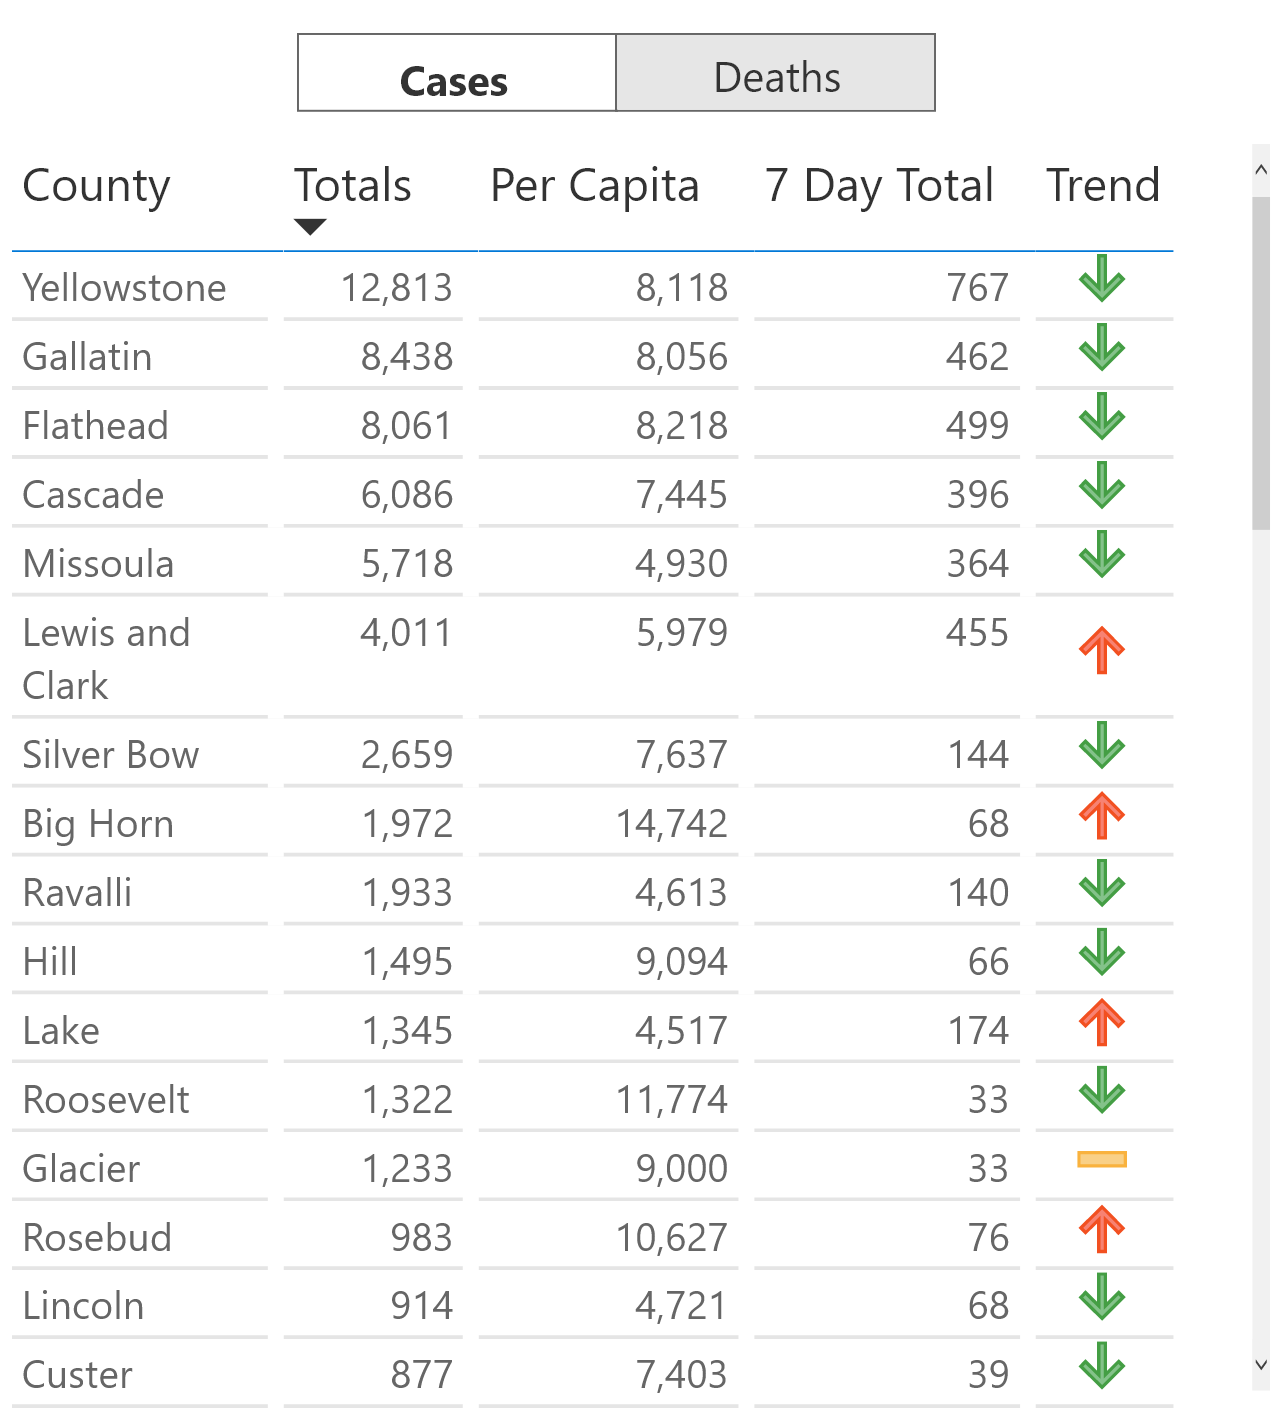 Cases Deaths
County Totals Per Capita 7 Day Total Trend
Yellowstone 12,813 8,118 767
Gallatin 8,438 8,056 462
Flathead 8,061 8,218 499
Cascade 6,086 7,445 396
Missoula 5,718 4,930 364
Lewis and 4,011 5,979 455
Clark
Silver Bow 2,659 7,637 144
Big Horn 1,972 14,742 68
Ravalli 1,933 4,613 140
Hill 1,495 9,094 66
Lake 1,345 4,517 174
Roosevelt 1,322 11,774 33
Glacier 1,233 9,000 33
Rosebud 983 10,627 76
Lincoln 914 4,721 68
Custer 877 7,403 39